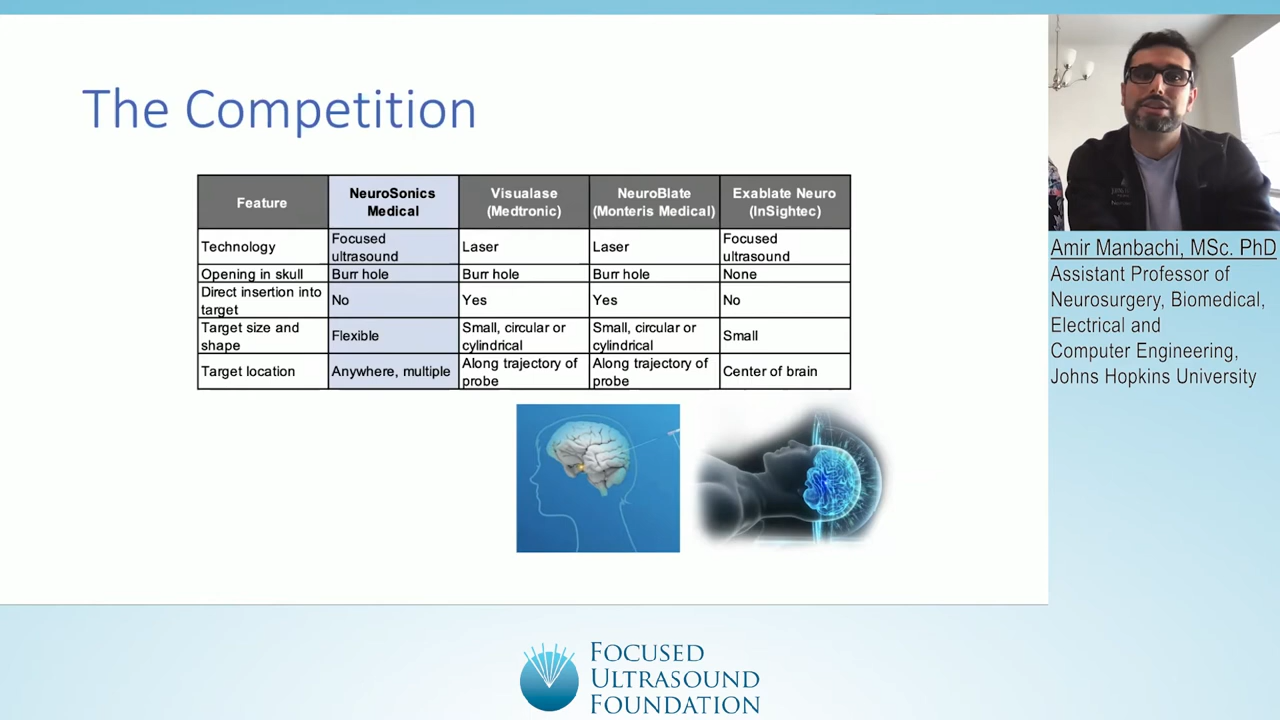 The Competition
Feature
NeuroSonics
Medical
Visualase
(Medtronic)
NeuroBlate
(Monteris Medical)
Exablate Neuro
(InSightec)
Technology
Focused
ultrasound
Laser
Laser
Focused
ultrasound
Opening in skull
Burr hole
Burr hole
Burr hole
None
Direct insertion into
target
No
Yes
Yes
No
Target size and
shape
Flexible
Small, circular or
cylindrical
Small, circular or
cylindrical
Small
Target location
Anywhere, multiple
Along trajectory of
probe
Along trajectory of
probe
Center of brain
Amir Manbachi, MSc. PhD
Assistant Professor of
Neurosurgery, Biomedical,
Electrical and
Computer Engineering,
Johns Hopkins University
FOCUSED
ULTRASOUND
FOUNDATION